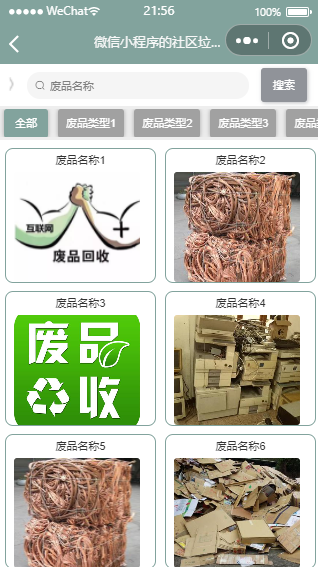 WeChat
21:56
100%
微信小程序的社区垃...
废品名称
搜索
全部
废品类型1
废品类型2
废品类型3
废品类
废品名称1
废品名称2
互联网
废品回收
废品名称3
废品名称4
废品
收
废品名称5
废品名称6